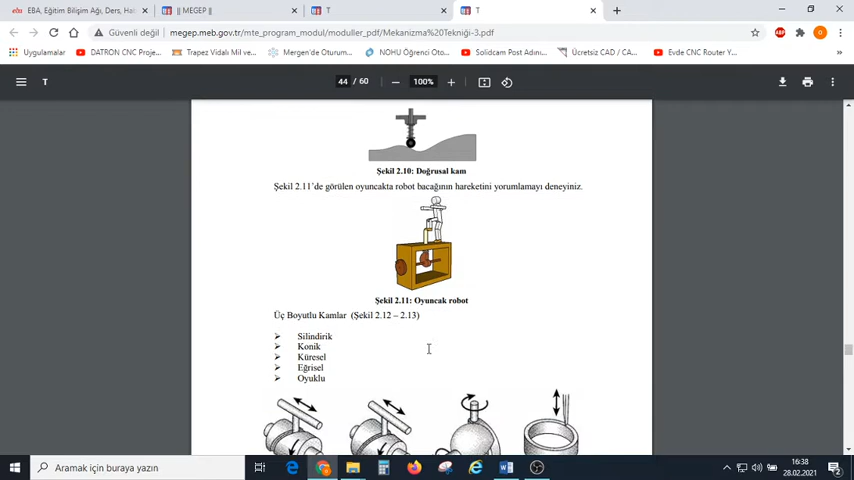 eba EBA, Eğitim Bilişim Ağı, Ders, Hab
|| MEGEP ||
T
T
Güvenli değil
megep.meb.gov.tr/mte_program_modul/moduller_pdf/Mekanizma%20Tekniği-3.pdf
ABP
Uygulamalar
DATRON CNC Proje...
Trapez Vidalı Mil ve...
Mergen'de Oturum...
NOHU Öğrenci Oto...
Solidcam Post Adını...
Ücretsiz CAD / CA...
Evde CNC Router Y...
T
44 / 60
100%
Şekil 2.10: Doğrusal kam
Şekil 2.11'de görülen oyuncakta robot bacağının hareketini yorumlamayı deneyiniz.
Şekil 2.11: Oyuncak robot
Üç Boyutlu Kamlar (Şekil 2.12 – 2.13)
➢ Silindirik
➢ Konik
➢ Küresel
➢ Eğrisel
➢ Oyuklu
Aramak için buraya yazın
16:38
28.02.2021
2